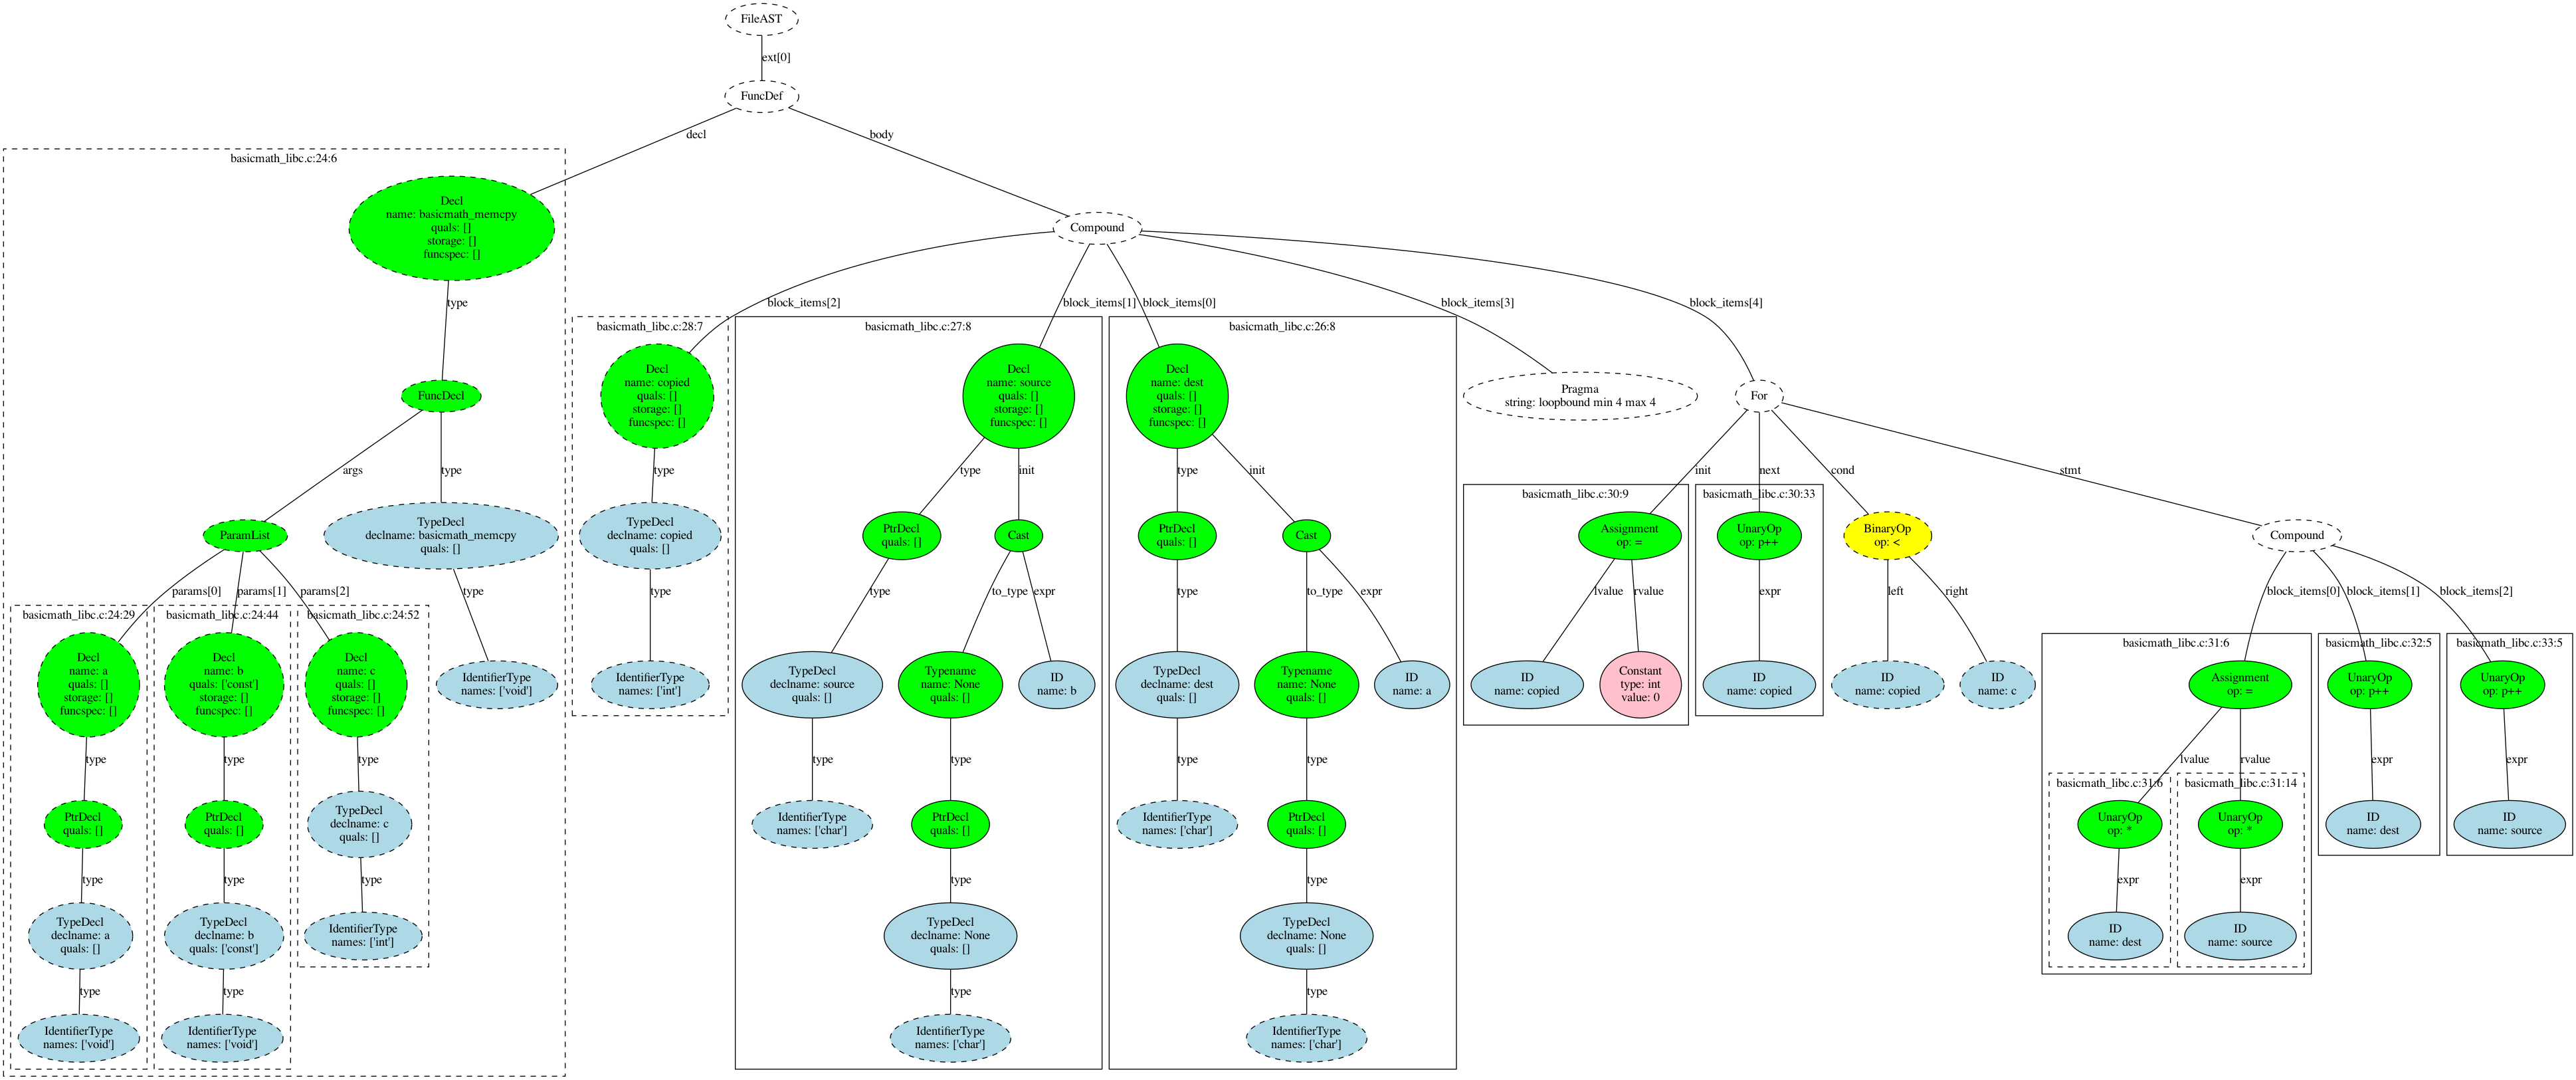 FileAST
ext[0]
FuncDef
decl
body
basicmath_libc.c:24:6
Decl
name: basicmath_memcpy
quals: []
storage: []
funcspec: []
Compound
type
block_items[2]
block_items[1]
block_items[0]
block_items[3]
block_items[4]
basicmath_libc.c:28:7
basicmath_libc.c:27:8
basicmath_libc.c:26:8
FuncDecl
Decl
name: copied
quals: []
storage: []
funcspec: []
Decl
name: source
quals: []
storage: []
funcspec: []
Decl
name: dest
quals: []
storage: []
funcspec: []
Pragma
string: loopbound min 4 max 4
For
args
type
type
type
init
type
init
init
next
cond
stmt
basicmath_libc.c:30:9
basicmath_libc.c:30:33
ParamList
TypeDecl
declname: basicmath_memcpy
quals: []
TypeDecl
declname: copied
quals: []
PtrDecl
quals: []
Cast
PtrDecl
quals: []
Cast
Assignment
op: =
UnaryOp
op: p++
BinaryOp
op: <
Compound
params[0]
params[1]
params[2]
type
type
type
to_type
expr
type
to_type
expr
lvalue
rvalue
expr
left
right
block_items[0]
block_items[1]
block_items[2]
basicmath_libc.c:24:29
basicmath_libc.c:24:44
basicmath_libc.c:24:52
basicmath_libc.c:31:6
basicmath_libc.c:32:5
basicmath_libc.c:33:5
Decl
name: a
quals: []
storage: []
funcspec: []
Decl
name: b
quals: ['const']
storage: []
funcspec: []
Decl
name: c
quals: []
storage: []
funcspec: []
IdentifierType
names: ['void']
IdentifierType
names: ['int']
TypeDecl
declname: source
quals: []
Typename
name: None
quals: []
ID
name: b
TypeDecl
declname: dest
quals: []
Typename
name: None
quals: []
ID
name: a
ID
name: copied
Constant
type: int
value: 0
ID
name: copied
ID
name: copied
ID
name: c
Assignment
op: =
UnaryOp
op: p++
UnaryOp
op: p++
type
type
type
type
type
type
type
lvalue
rvalue
expr
expr
basicmath_libc.c:31:6
basicmath_libc.c:31:14
PtrDecl
quals: []
PtrDecl
quals: []
TypeDecl
declname: c
quals: []
IdentifierType
names: ['char']
PtrDecl
quals: []
IdentifierType
names: ['char']
PtrDecl
quals: []
UnaryOp
op: *
UnaryOp
op: *
ID
name: dest
ID
name: source
type
type
type
type
type
expr
expr
TypeDecl
declname: a
quals: []
TypeDecl
declname: b
quals: ['const']
IdentifierType
names: ['int']
TypeDecl
declname: None
quals: []
TypeDecl
declname: None
quals: []
ID
name: dest
ID
name: source
type
type
type
type
IdentifierType
names: ['void']
IdentifierType
names: ['void']
IdentifierType
names: ['char']
IdentifierType
names: ['char']